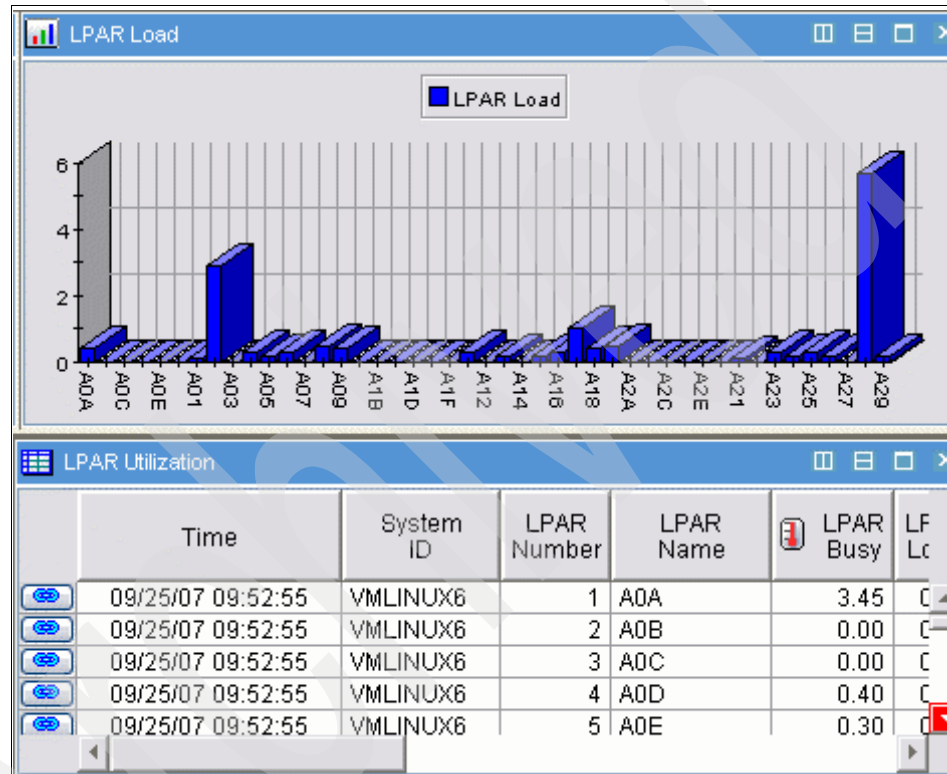 LPAR Load
LPAR Load
6
4
2
0
A0A A0C A0E A01 A03 A05 A07 A09 A1B A1D A1F A12 A14 A16 A18 A2A A2C A2E A21 A23 A25 A27 A29
LPAR Utilization
Time System ID LPAR Number LPAR Name LPAR Busy
09/25/07 09:52:55 VMLINUX6 1 A0A 3.45
09/25/07 09:52:55 VMLINUX6 2 A0B 0.00
09/25/07 09:52:55 VMLINUX6 3 A0C 0.00
09/25/07 09:52:55 VMLINUX6 4 A0D 0.40
09/25/07 09:52:55 VMLINUX6 5 A0E 0.30